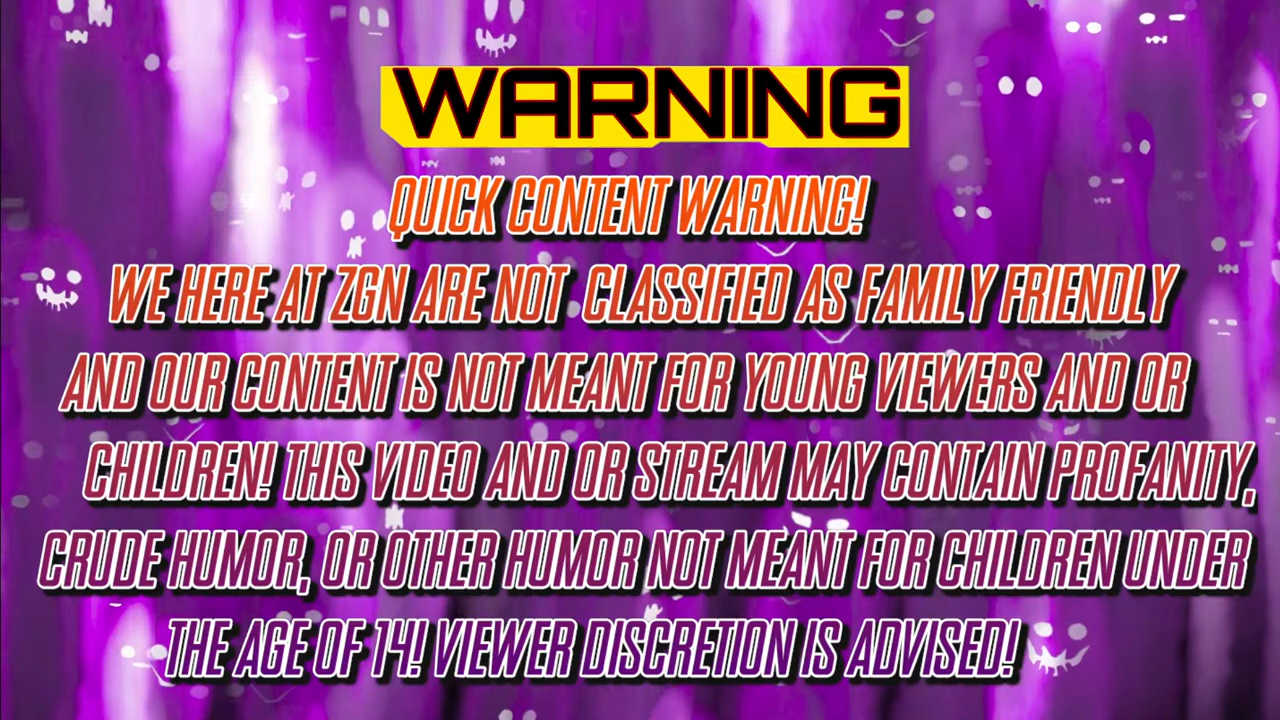 WARNING
QUICK CONTENT WARNING!
WE HERE AT ZGN ARE NOT CLASSIFIED AS FAMILY FRIENDLY
AND OUR CONTENT IS NOT MEANT FOR YOUNG VIEWERS AND OR
CHILDREN! THIS VIDEO AND OR STREAM MAY CONTAIN PROFANITY,
CRUDE HUMOR, OR OTHER HUMOR NOT MEANT FOR CHILDREN UNDER
THE AGE OF 14! VIEWER DISCRETION IS ADVISED!